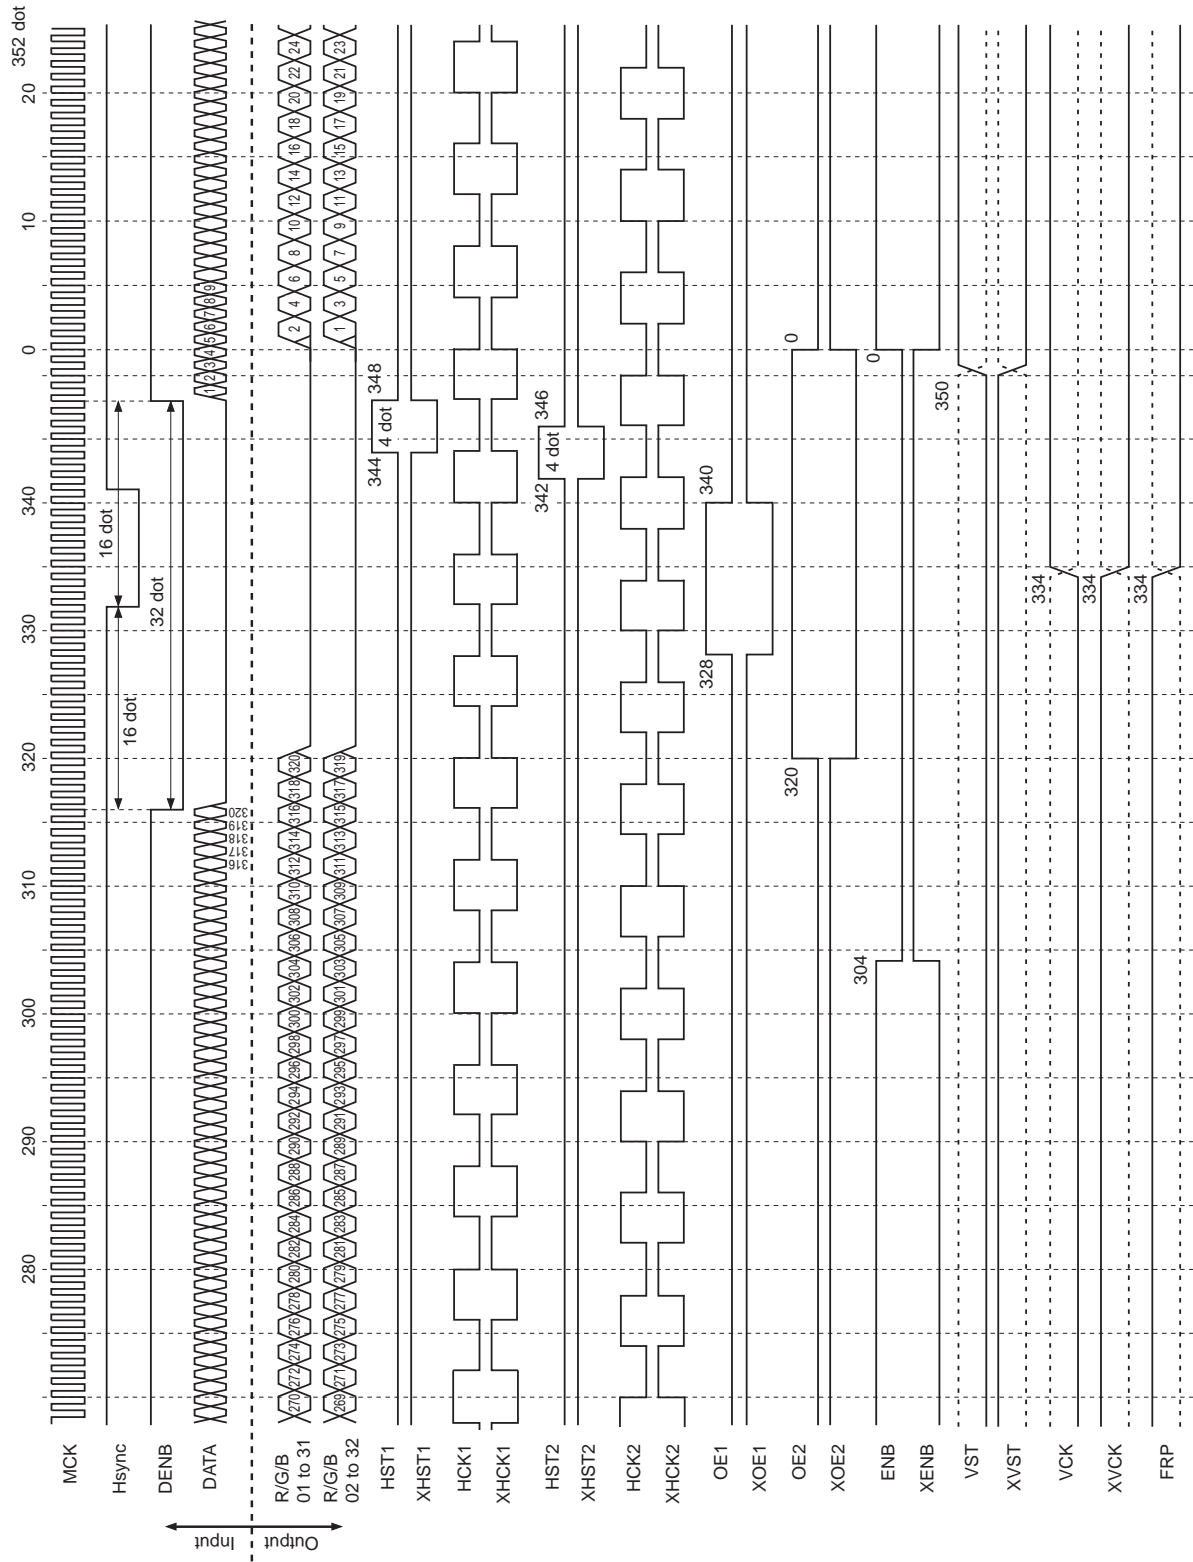 352 dot
280 290 300 310 320 330 340 0 10 20
MCK
Hsync
16 dot 16 dot
DENB
32 dot
DATA
316 317 318 319 320 1 2 3 4 5 6 7 8 9
Input
Output
R/G/B
01 to 31
270 272 274 276 278 280 282 284 286 288 290 292 294 296 298 300 302 304 306 308 310 312 314 316 318 320 2 4 6 8 10 12 14 16 18 20 22 24
R/G/B
02 to 32
269 271 273 275 277 279 281 283 285 287 289 291 293 295 297 299 301 303 305 307 309 311 313 315 317 319 1 3 5 7 9 11 13 15 17 19 21 23
HST1
344 4 dot 348
XHST1
HCK1
XHCK1
HST2
342 4 dot 346
XHST2
HCK2
XHCK2
OE1
328 340
XOE1
OE2
320 0
XOE2
ENB
304 0
XENB
VST
350
XVST
VCK
334
XVCK
334
FRP
334